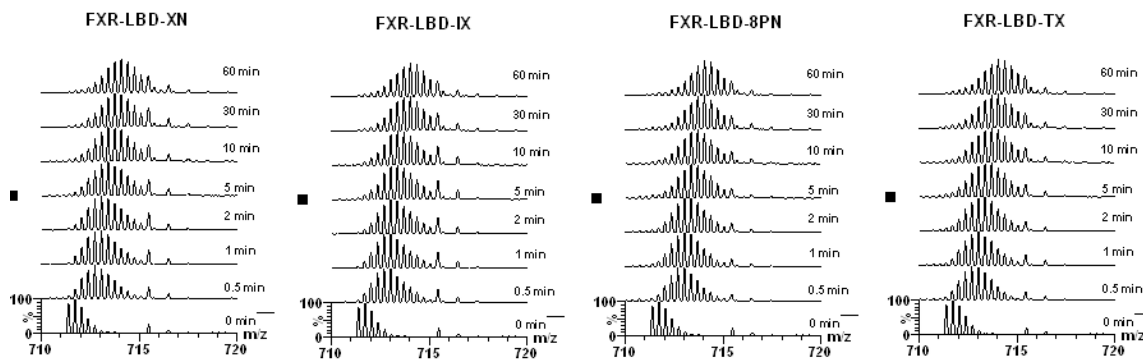 FXR-LBD-XN
60 min
30 min
10 min
5 min
2 min
1 min
0.5 min
100
%
0
0 min
m/z
710 715 720
FXR-LBD-IX
60 min
30 min
10 min
5 min
2 min
1 min
0.5 min
100
%
0
0 min
m/z
710 715 720
FXR-LBD-8PN
60 min
30 min
10 min
5 min
2 min
1 min
0.5 min
100
%
0
0 min
m/z
710 715 720
FXR-LBD-TX
60 min
30 min
10 min
5 min
2 min
1 min
0.5 min
100
%
0
0 min
m/z
710 715 720